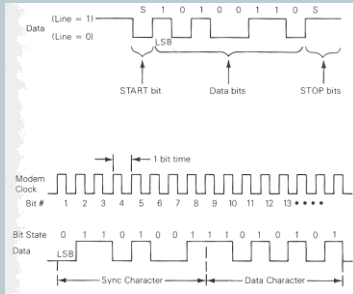 S 1 0 1 0 0 1 1 0 S
(Line = 1)
Data
(Line = 0)
LSB
START bit Data bits STOP bits
1 bit time
Modem
Clock
Bit # 1 2 3 4 5 6 7 8 9 10 11 12 13 • • • •
Bit State 0 1 1 0 1 0 0 1 1 1 0 1 0 1 0 1
Data
LSB
Sync Character Data Character